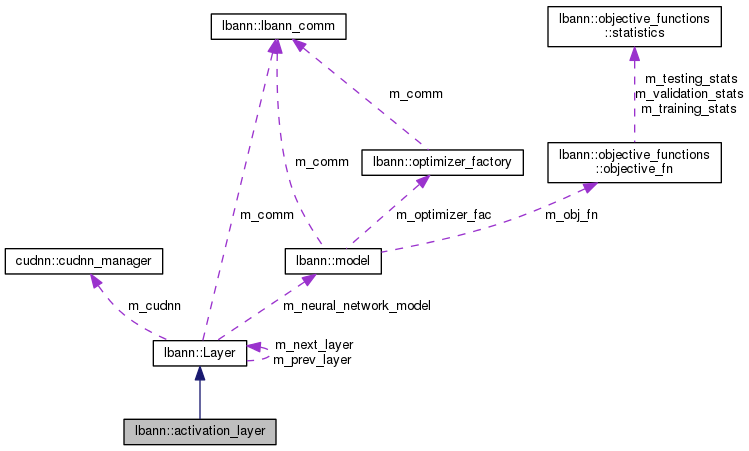 lbann::lbann_comm
lbann::objective_functions
::statistics
m_testing_stats
m_validation_stats
m_training_stats
m_comm
lbann::optimizer_factory
lbann::objective_functions
::objective_fn
m_comm
m_comm
m_optimizer_fac
m_obj_fn
cudnn::cudnn_manager
lbann::model
m_cudnn
m_neural_network_model
lbann::Layer
m_next_layer
m_prev_layer
lbann::activation_layer